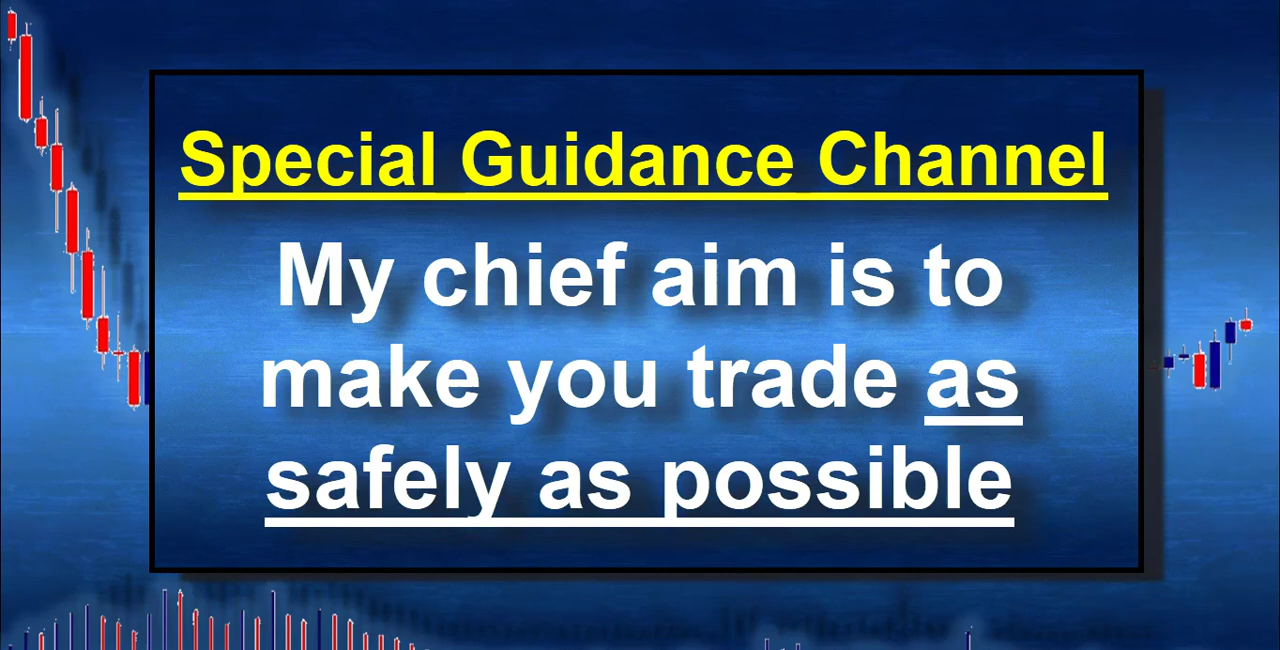 Special Guidance Channel
My chief aim is to
make you trade as
safely as possible